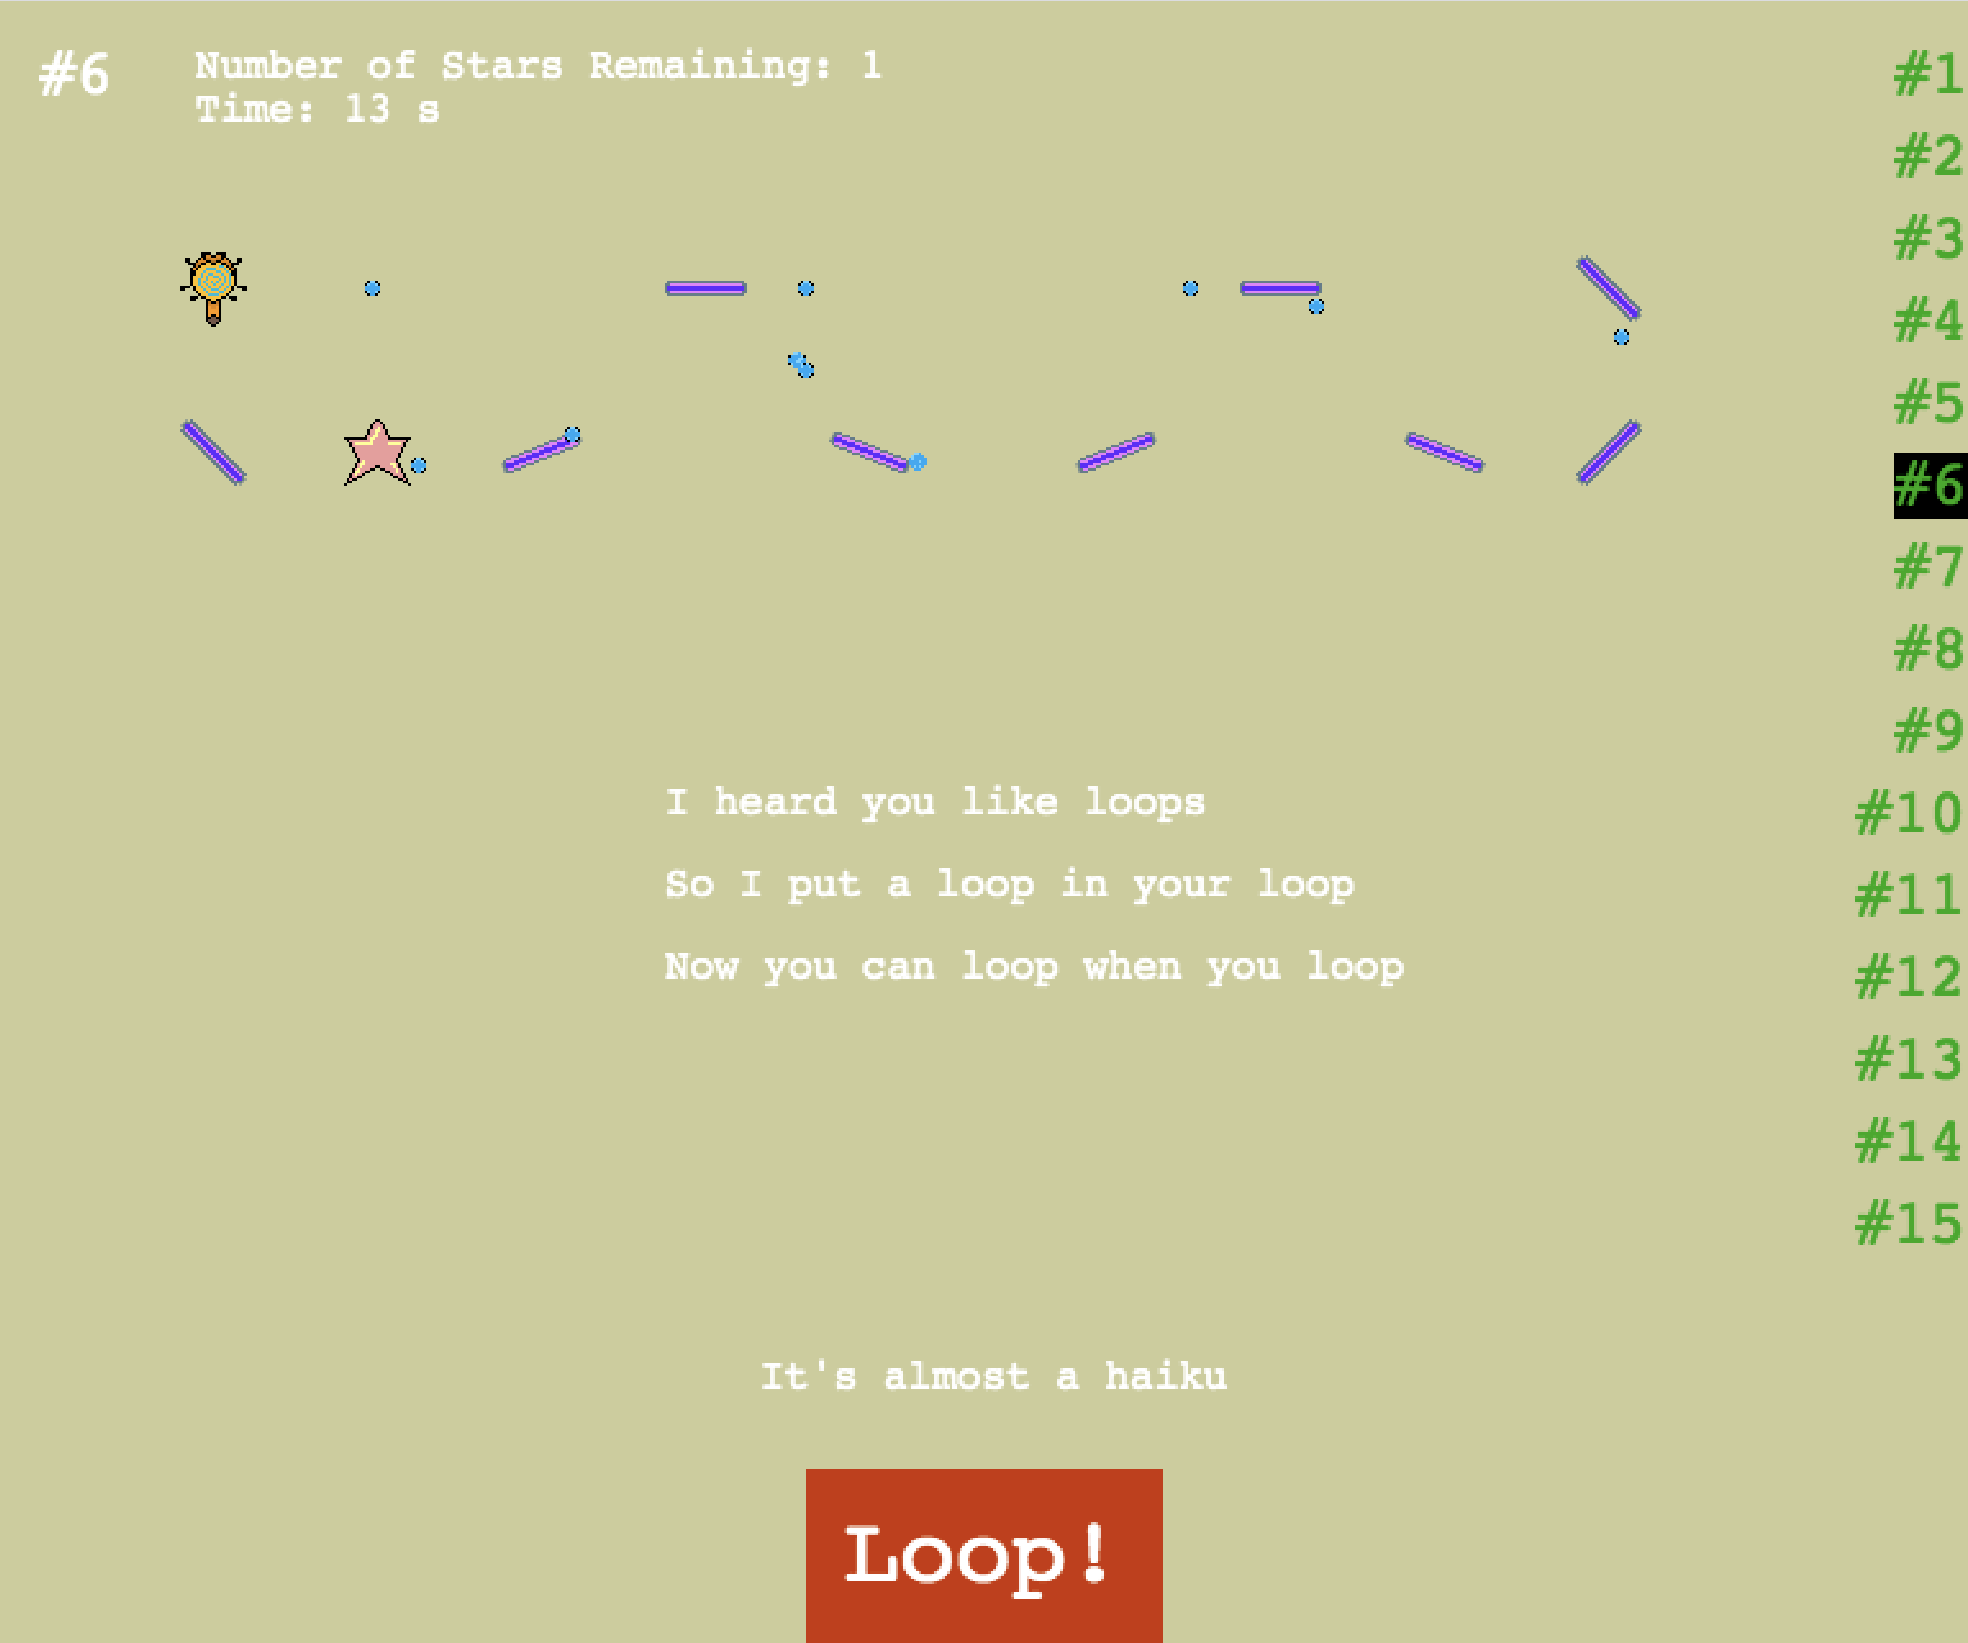 #6 Number of Stars Remaining: 1
Time: 13 s
#1
#2
#3
#4
#5
#6
#7
#8
#9
#10
#11
#12
#13
#14
#15
I heard you like loops
So I put a loop in your loop
Now you can loop when you loop
It's almost a haiku
Loop!